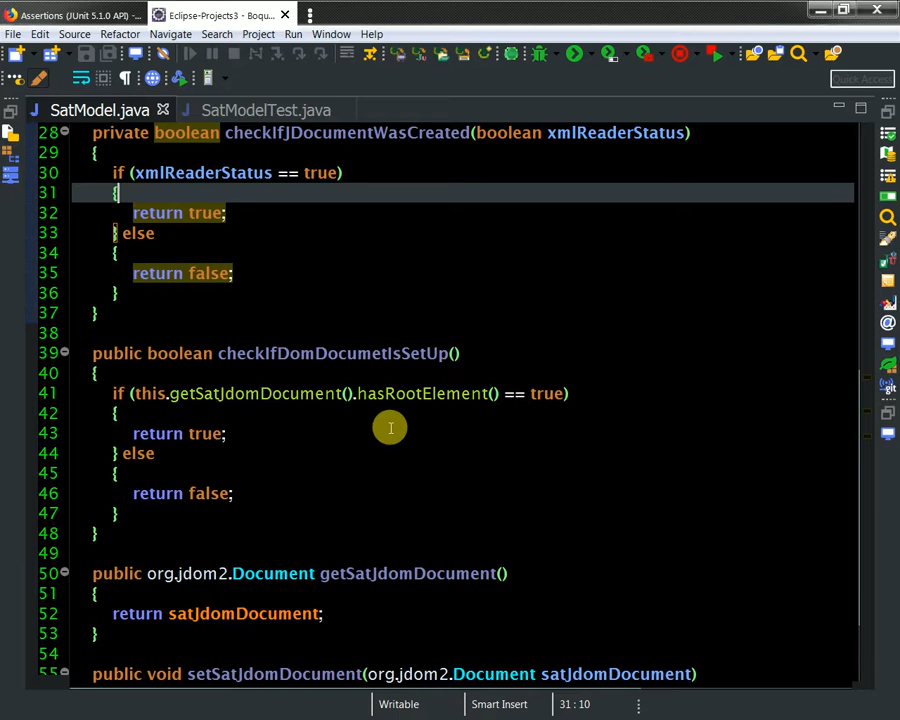 Assertions (JUnit 5.1.0 API) -...
Eclipse-Projects3 - Boqu...
File Edit Source Refactor Navigate Search Project Run Window Help
Quick Access
SatModel.java SatModelTest.java
28 private boolean checkIfJDocumentWasCreated(boolean xmlReaderStatus)
29 {
30 if (xmlReaderStatus == true)
31 {
32 return true;
33 } else
34 {
35 return false;
36 }
37 }
38
39 public boolean checkIfDomDocumetIsSetUp()
40 {
41 if (this.getSatJdomDocument().hasRootElement() == true)
42 {
43 return true;
44 } else
45 {
46 return false;
47 }
48 }
49
50 public org.jdom2.Document getSatJdomDocument()
51 {
52 return satJdomDocument;
53 }
54
55 public void setSatJdomDocument(org.jdom2.Document satJdomDocument)
Writable Smart Insert 31 : 10